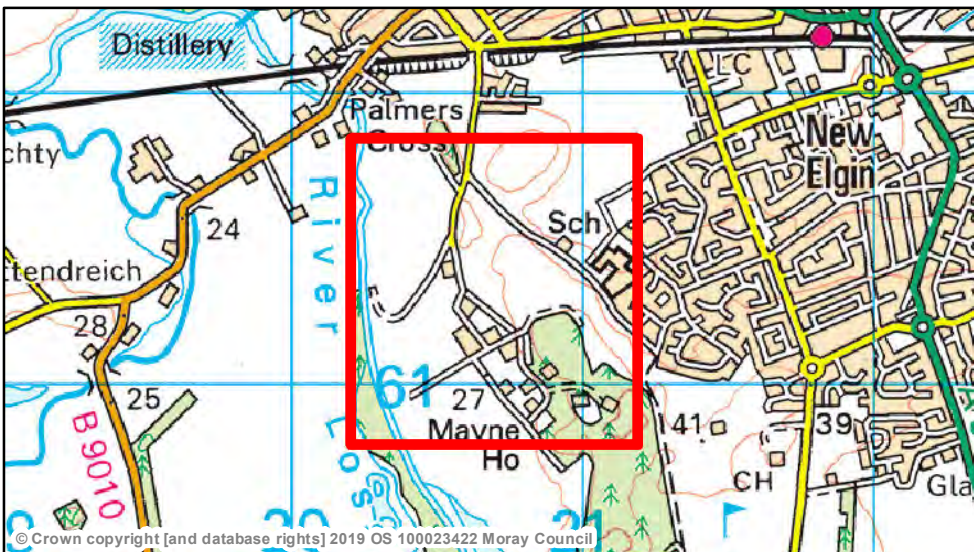 Distillery
LC
Palmers
Cross
New
Elgin
chty
River
24
Sch
ttendreich
28
61
27
25
Los
Mayne
Ho
41
39
B 9010
CH
Gla
20
21
© Crown copyright [and database rights] 2019 OS 100023422 Moray Council